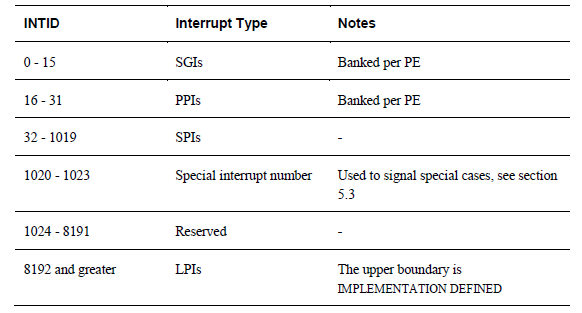 INTID Interrupt Type Notes
0 - 15 SGIs Banked per PE
16 - 31 PPIs Banked per PE
32 - 1019 SPIs -
1020 - 1023 Special interrupt number Used to signal special cases, see section
5.3
1024 - 8191 Reserved -
8192 and greater LPIs The upper boundary is
IMPLEMENTATION DEFINED